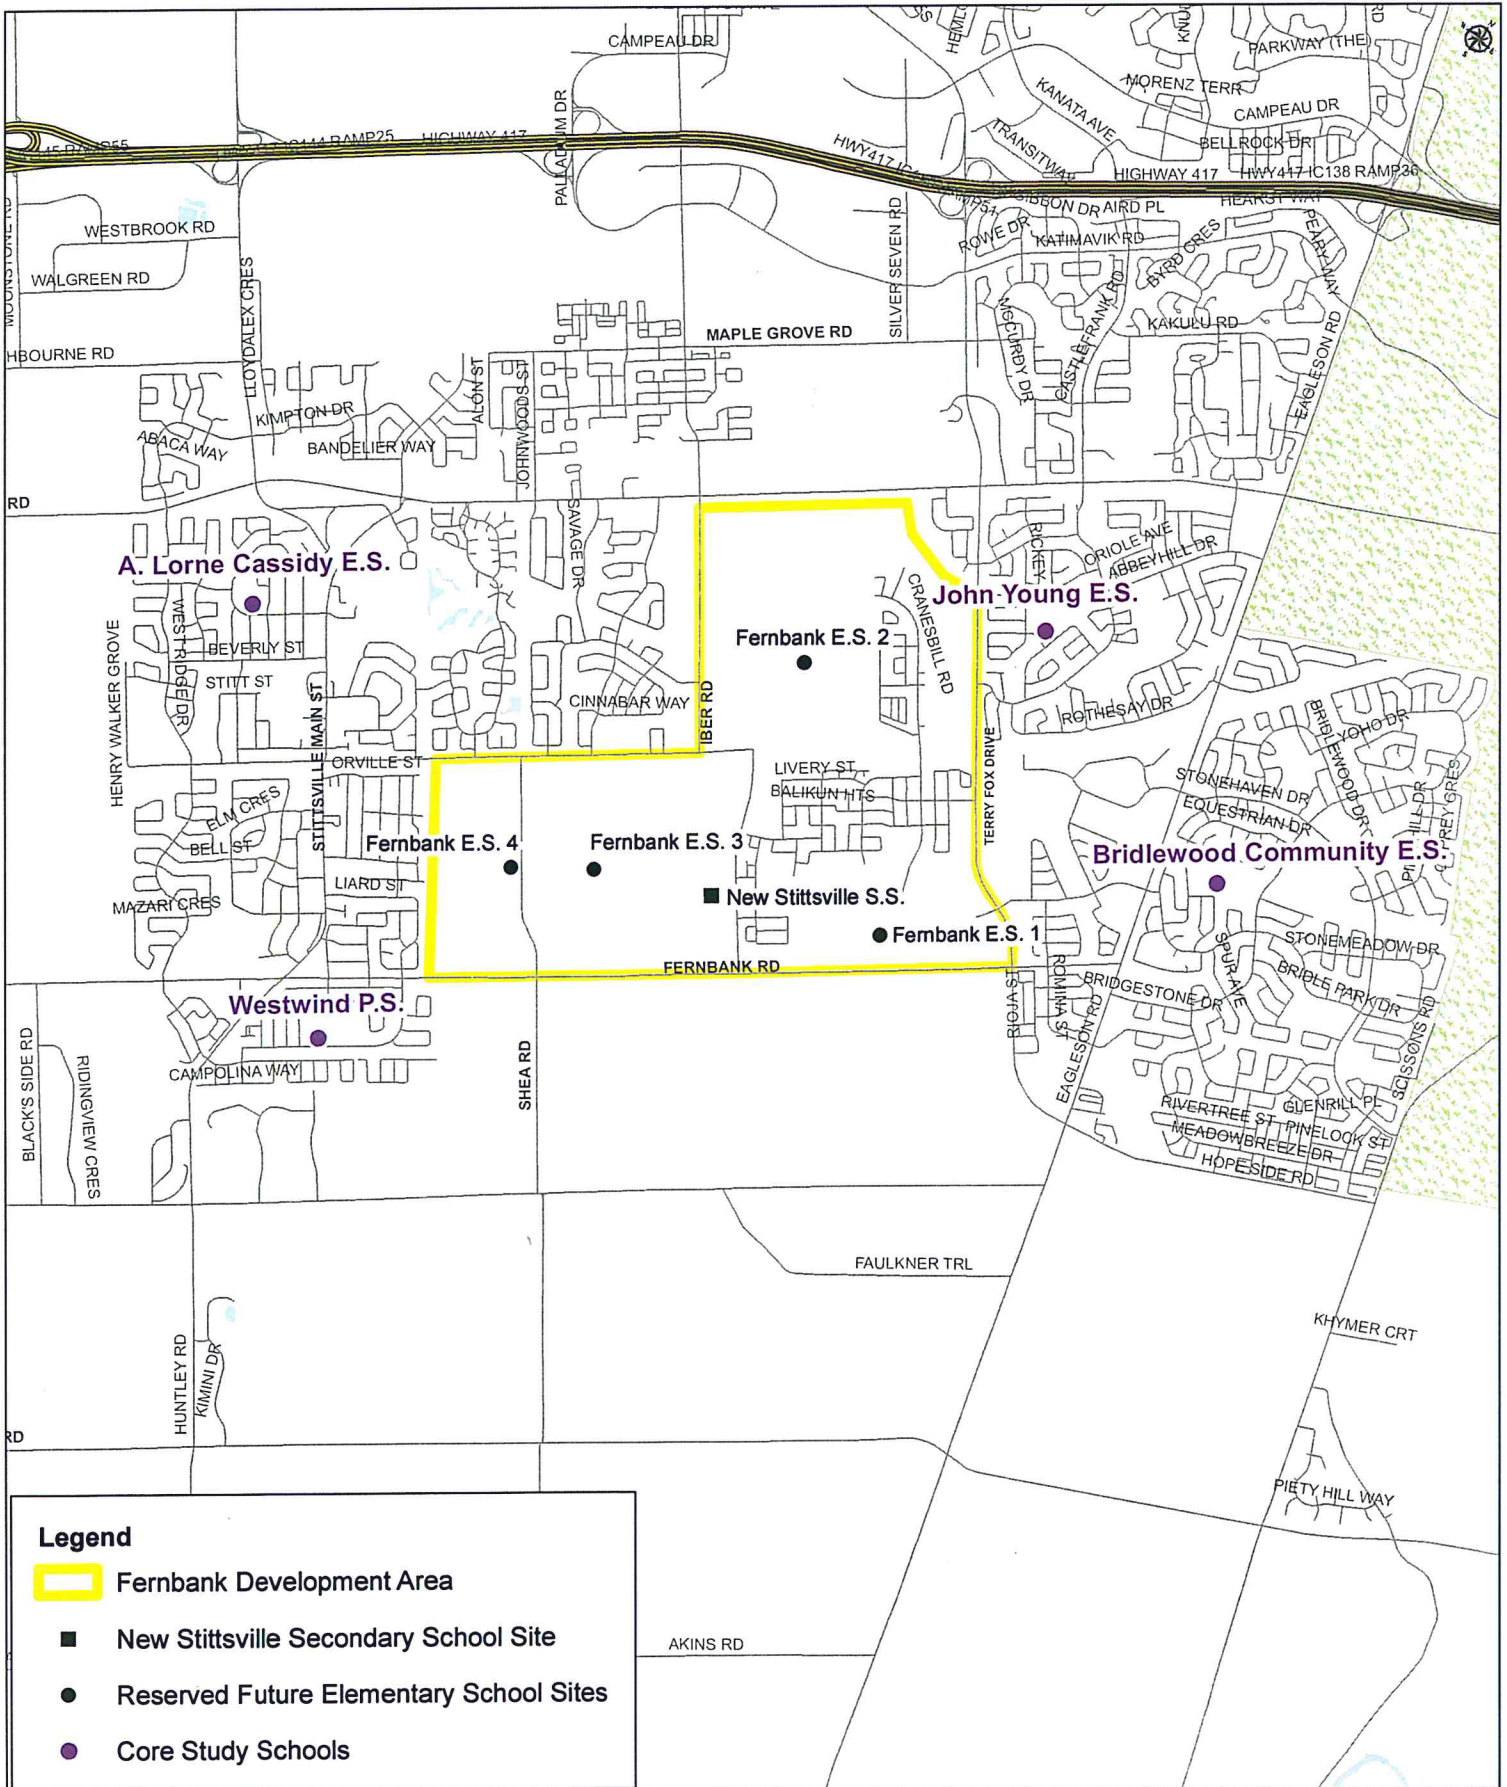 CAMPEAU DR
HEMLO
KNUD
RD
PARKWAY (THE)
MORENZ TERR
KANATA AVE
CAMPEAU DR
PALLADIUM DR
TRANSITWAY
BELLROCK DR
HIGHWAY 417
HIGHWAY 417
HWY417 IC138 RAMP36
HEARST WAY
AIRD PL
WESTBROOK RD
ROWE DR
KATIMAVIK RD
BYRD CRES
PEARY WAY
WALGREEN RD
LLOYDALEX CRES
SILVER SEVEN RD
MAPLE GROVE RD
MCCURDY DR
CASTLEFRANK RD
KAKULU RD
HBOURNE RD
EAGLESON RD
ALON ST
JOHNWOODS ST
KIMPTON DR
ABACA WAY
BANDELIER WAY
RD
SAVAGE DR
RICKEY
ORIOLE AVE
ABBEYHILL DR
A. Lorne Cassidy E.S.
John Young E.S.
CRANESBILL RD
HENRY WALKER GROVE
WESTRIDGE DR
BEVERLY ST
Fernbank E.S. 2
STITT ST
STITTSVILLE MAIN ST
CINNABAR WAY
IBER RD
ROTHESAY DR
BRIDLEWOOD DR
YOHO DR
TERRY FOX DRIVE
ORVILLE ST
LIVERY ST
BALIKUN HTS
STONEHAVEN DR
EQUESTRIAN DR
ELM CRES
BELL ST
Fernbank E.S. 4
Fernbank E.S. 3
Bridlewood Community E.S.
LIARD ST
New Stittsville S.S.
MAZARI CRES
Fernbank E.S. 1
STONEMEADOW DR
FERNBANK RD
SPUR AVE
BRIDLE PARK DR
BRIDGESTONE DR
ROMINA ST
RIOJA ST
Westwind P.S.
EAGLESON RD
SCISSONS RD
BLACK'S SIDE RD
RIDINGVIEW CRES
CAMPOLINA WAY
SHEA RD
RIVERTREE ST
GLENRILL PL
PINELOCK ST
MEADOWBREEZE DR
HOPE SIDE RD
FAULKNER TRL
KHYMER CRT
HUNTLEY RD
KIMINI DR
RD
PIETY HILL WAY
AKINS RD
Legend
Fernbank Development Area
New Stittsville Secondary School Site
Reserved Future Elementary School Sites
Core Study Schools